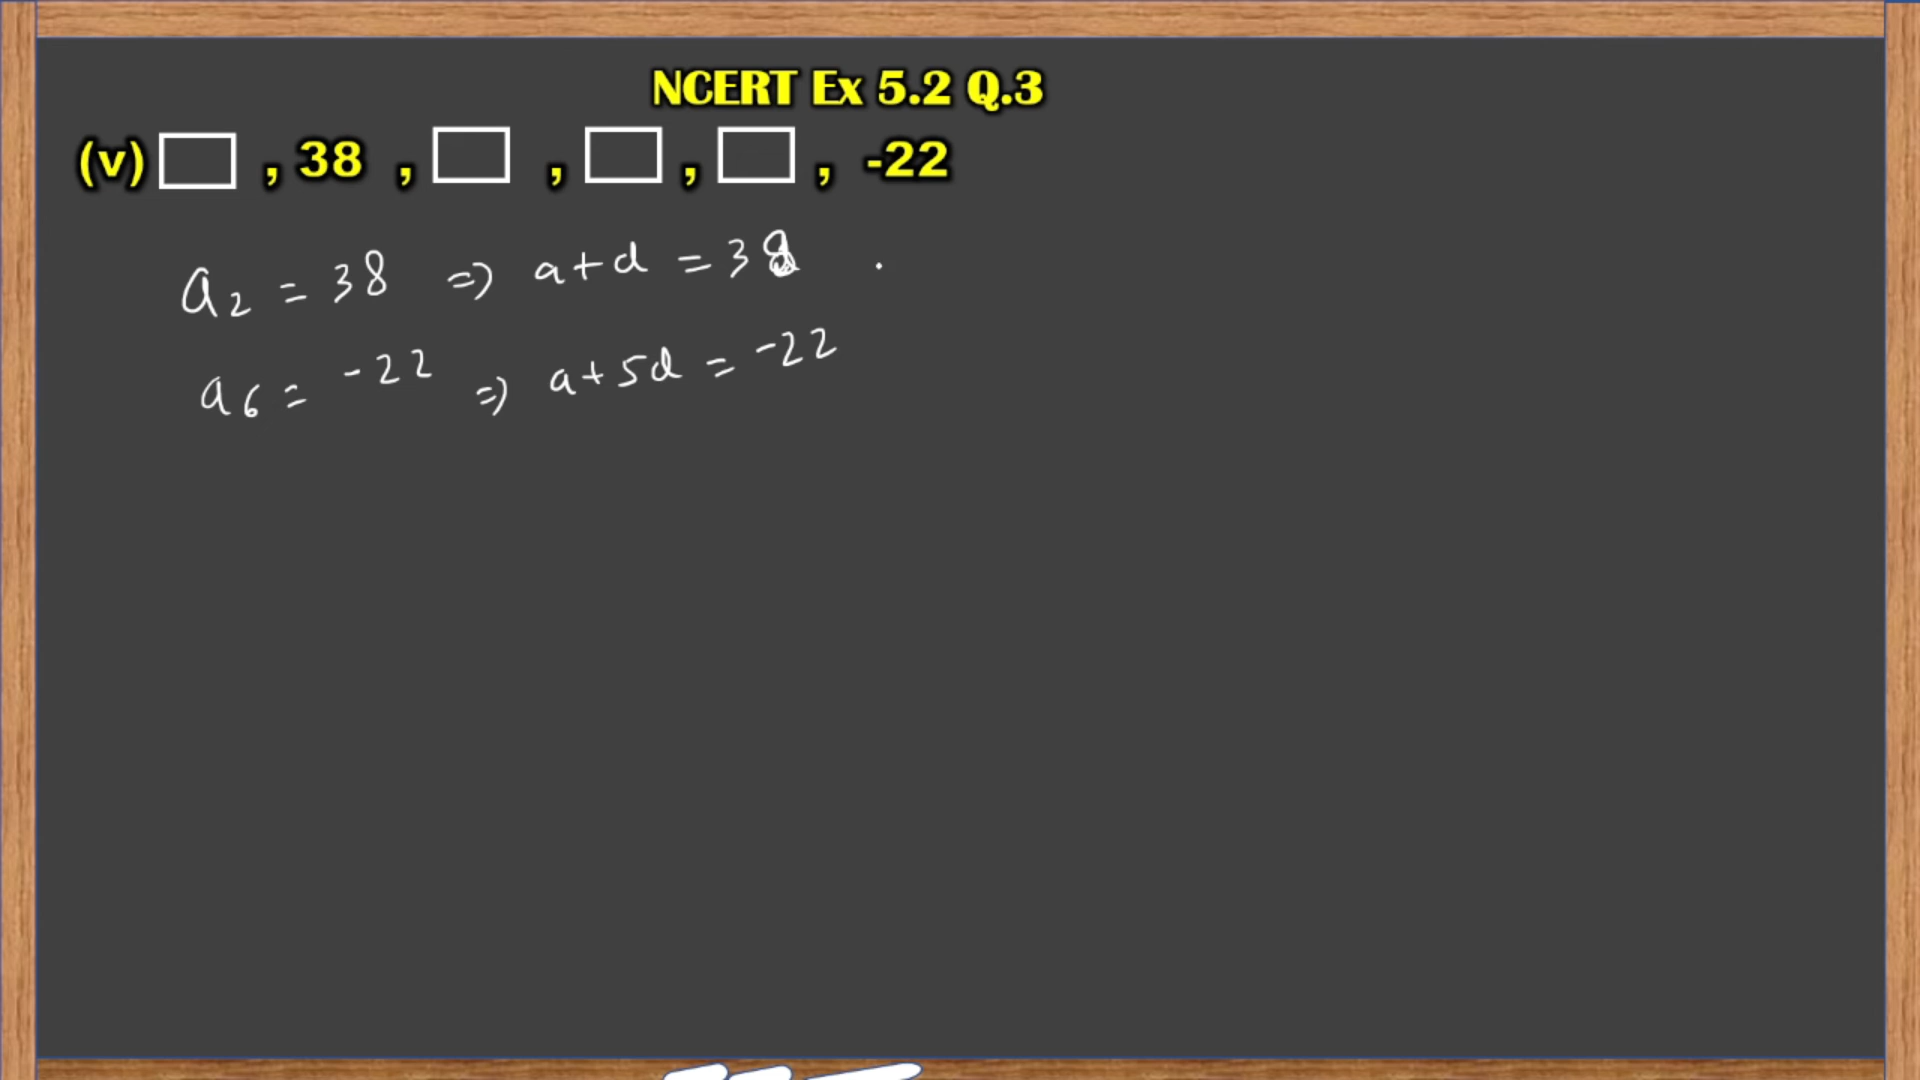 NCERT Ex 5.2 Q.3
(v) □ , 38 , □ , □ , □ , -22
a₂ = 38 ⇒ a+d = 38 .
a₆ = -22 ⇒ a+5d = -22